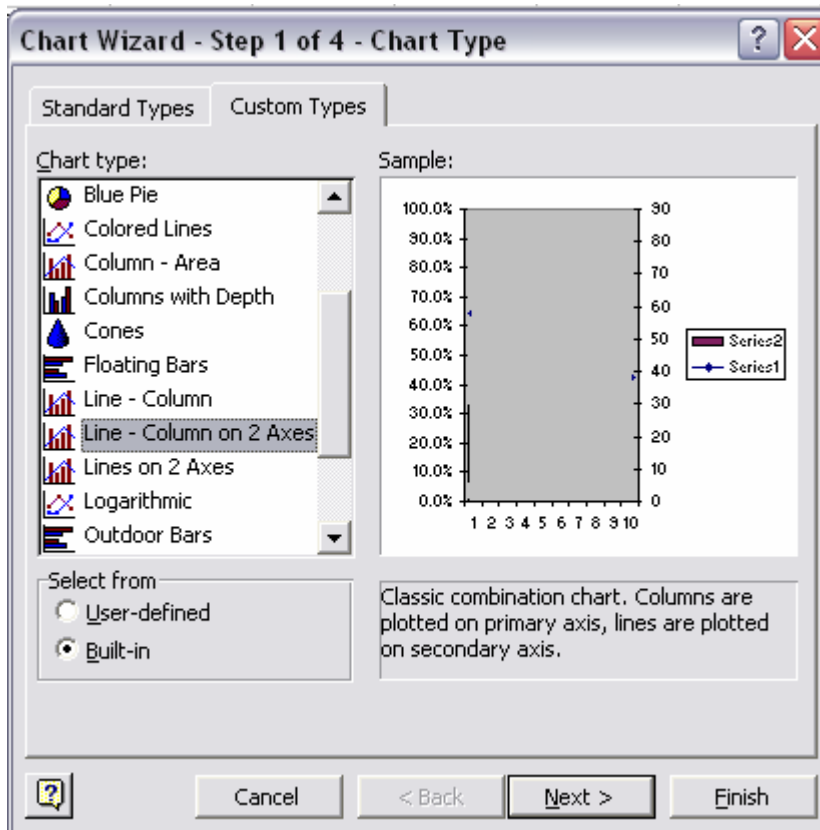 Chart Wizard - Step 1 of 4 - Chart Type
Standard Types
Custom Types
Chart type:
Blue Pie
Colored Lines
Column - Area
Columns with Depth
Cones
Floating Bars
Line - Column
Line - Column on 2 Axes
Lines on 2 Axes
Logarithmic
Outdoor Bars
Sample:
100.0%
90.0%
80.0%
70.0%
60.0%
50.0%
40.0%
30.0%
20.0%
10.0%
0.0%
90
80
70
60
50
40
30
20
10
0
1 2 3 4 5 6 7 8 9 10
Series2
Series1
Select from
User-defined
Built-in
Classic combination chart. Columns are
plotted on primary axis, lines are plotted
on secondary axis.
Cancel
< Back
Next >
Finish